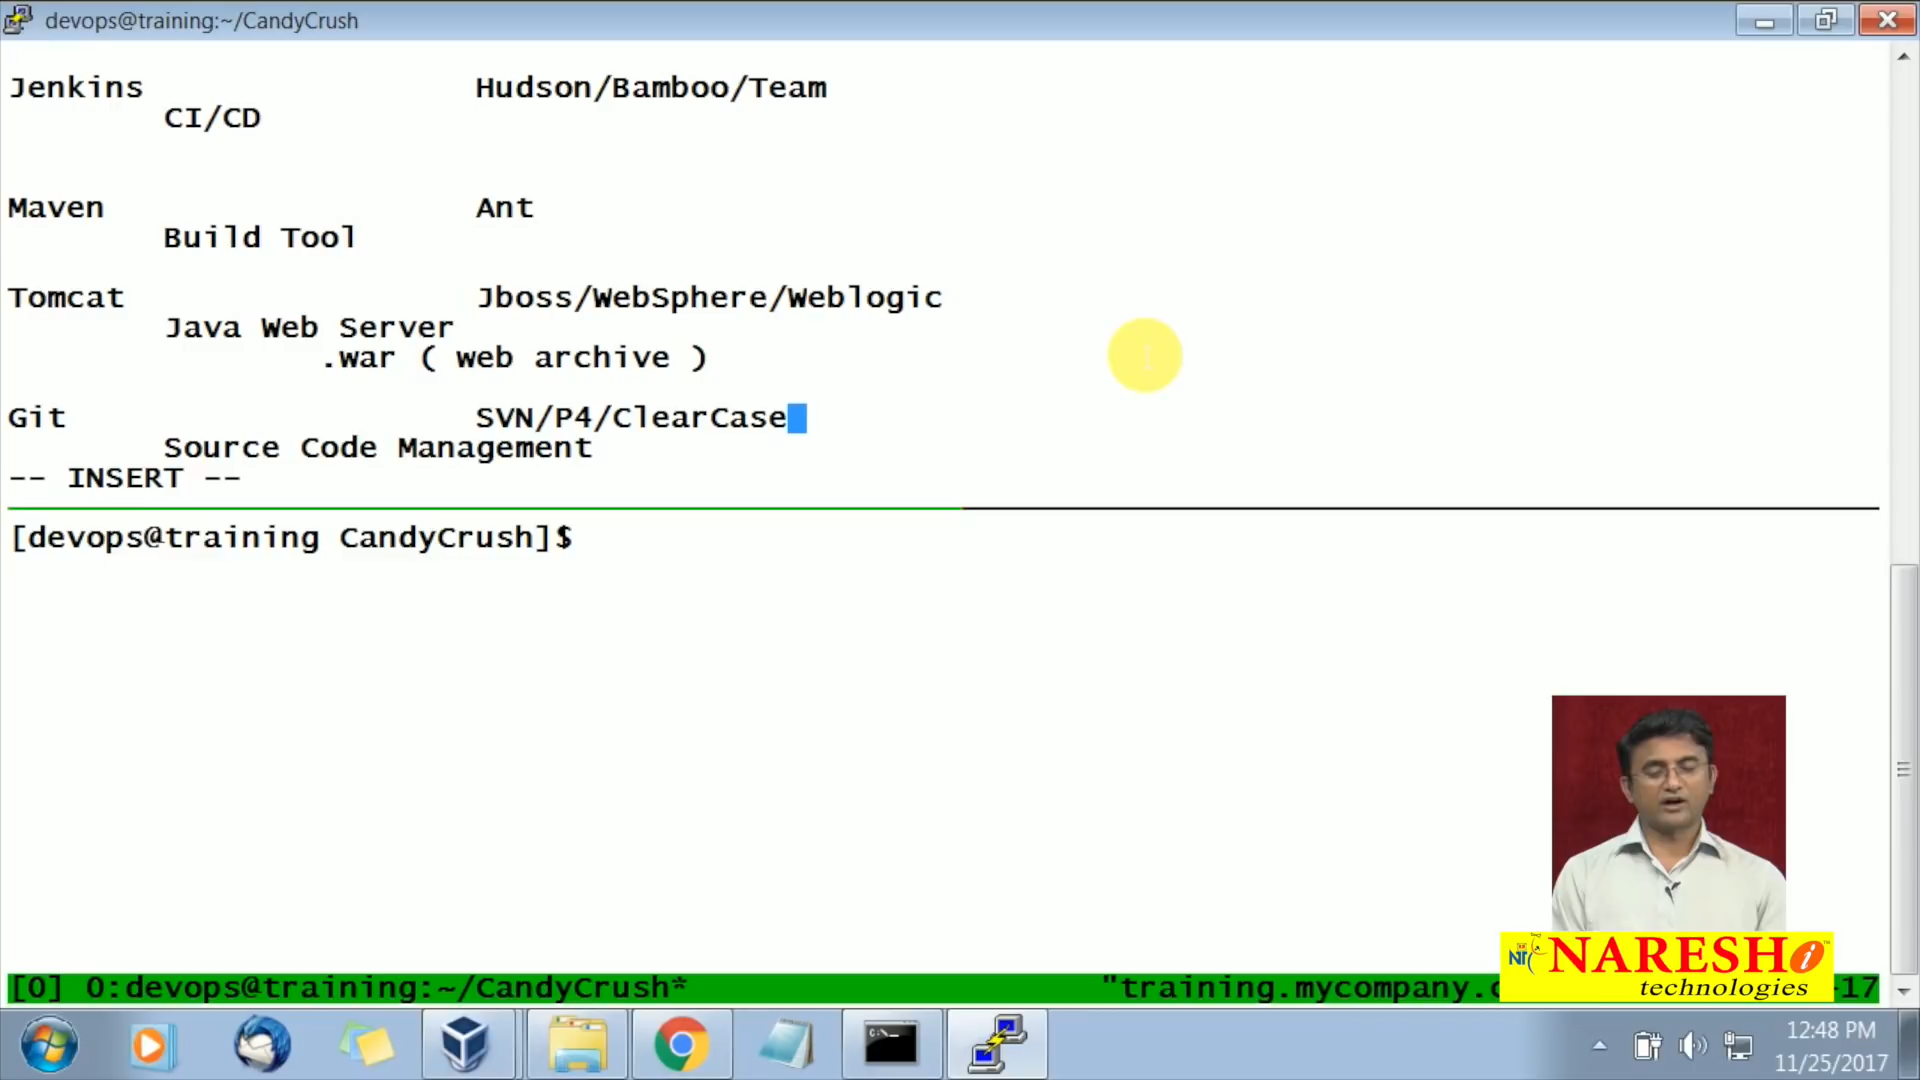 devops@training:~/CandyCrush
Jenkins Hudson/Bamboo/Team
CI/CD
Maven Ant
Build Tool
Tomcat Jboss/WebSphere/Weblogic
Java Web Server
.war ( web archive )
Git SVN/P4/ClearCase
Source Code Management
-- INSERT --
[devops@training CandyCrush]$
NARESH i
technologies
[0] 0:devops@training:~/CandyCrush* "training.mycompany. -17
12:48 PM
11/25/2017